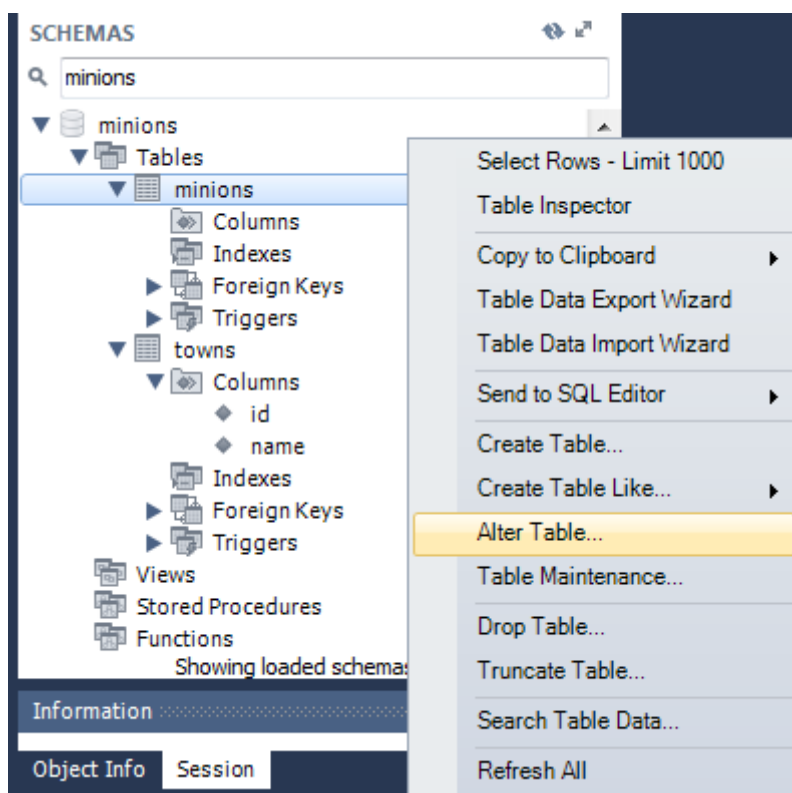 SCHEMAS
minions
minions
Tables
minions
Columns
Indexes
Foreign Keys
Triggers
towns
Columns
id
name
Indexes
Foreign Keys
Triggers
Views
Stored Procedures
Functions
Showing loaded schemas
Information
Object Info Session
Select Rows - Limit 1000
Table Inspector
Copy to Clipboard
Table Data Export Wizard
Table Data Import Wizard
Send to SQL Editor
Create Table...
Create Table Like...
Alter Table...
Table Maintenance...
Drop Table...
Truncate Table...
Search Table Data...
Refresh All